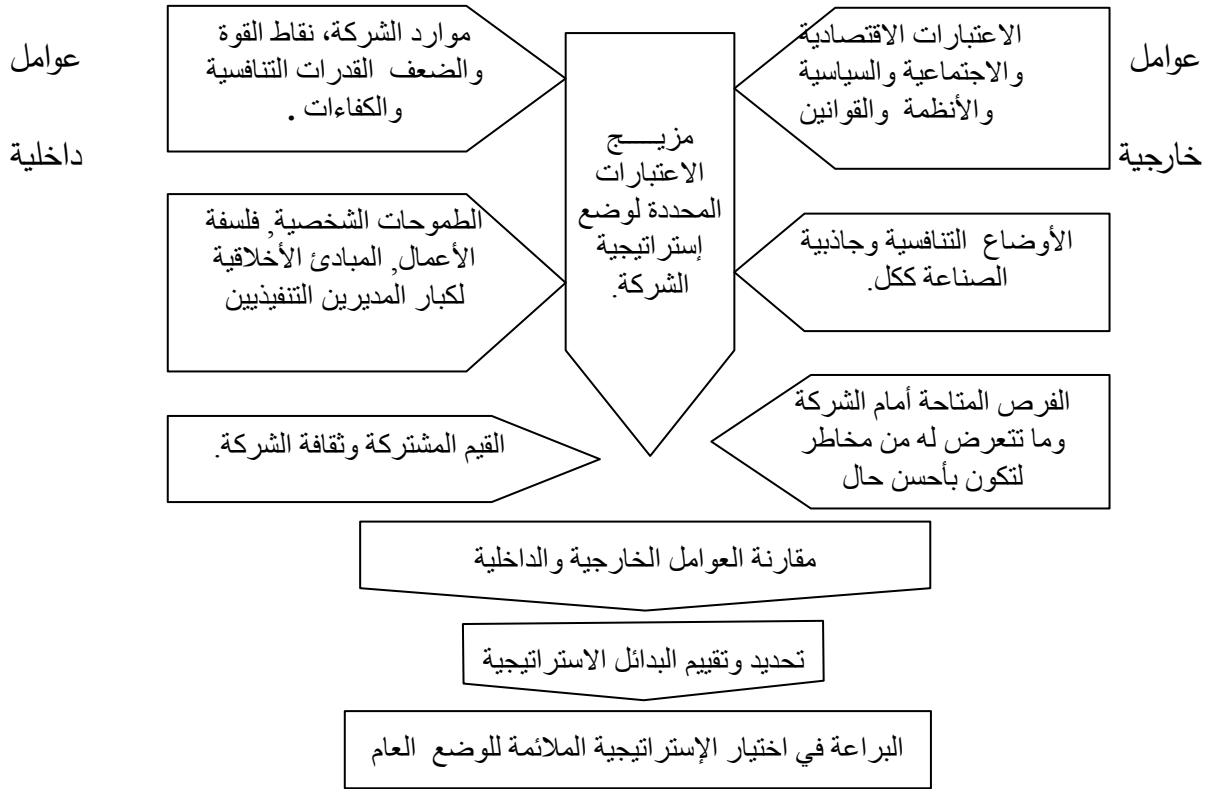 عوامل
خارجية
الاعتبارات الاقتصادية
والاجتماعية والسياسية
والأنظمة والقوانين
الأوضاع التنافسية وجاذبية
الصناعة ككل.
الفرص المتاحة أمام الشركة
وما تتعرض له من مخاطر
لتكون بأحسن حال
مزيـــــج
الاعتبارات
المحددة لوضع
إستراتيجية
الشركة.
موارد الشركة، نقاط القوة
والضعف القدرات التنافسية
والكفاءات .
الطموحات الشخصية, فلسفة
الأعمال, المبادئ الأخلاقية
لكبار المديرين التنفيذيين
القيم المشتركة وثقافة الشركة.
عوامل
داخلية
مقارنة العوامل الخارجية والداخلية
تحديد وتقييم البدائل الاستراتيجية
البراعة في اختيار الإستراتيجية الملائمة للوضع العام